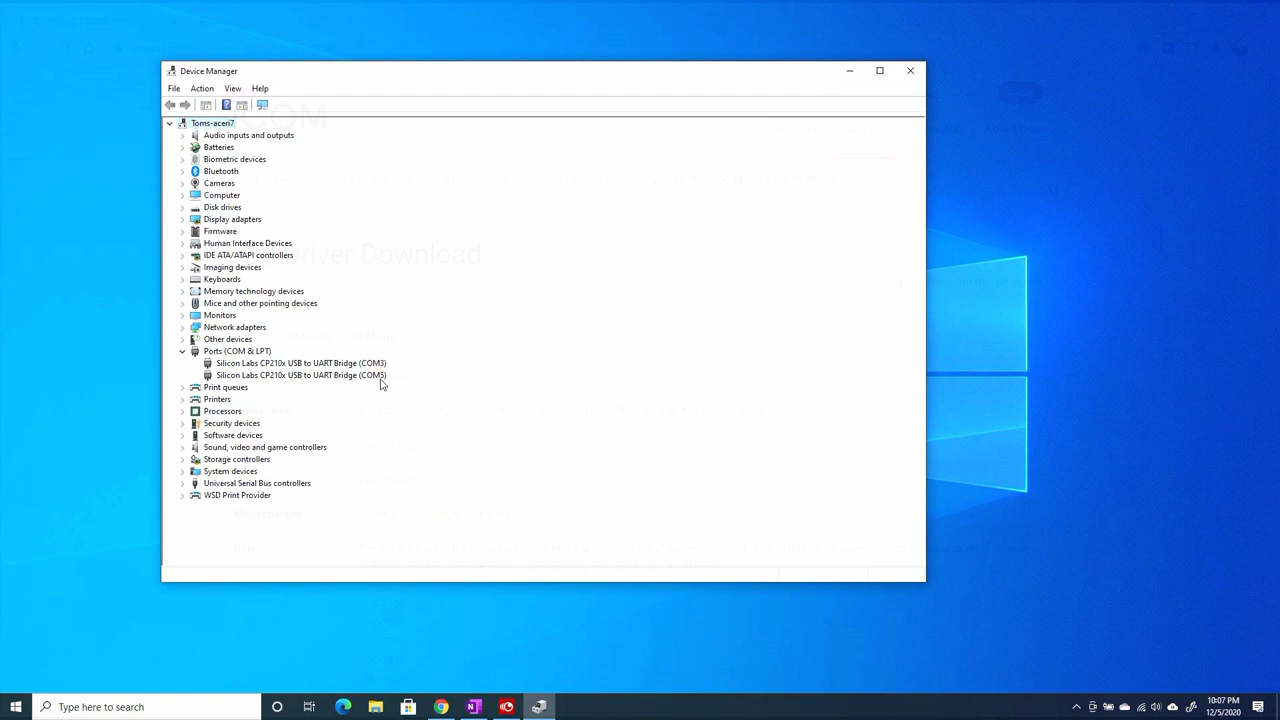 Device Manager
File Action View Help
COM
Toms-aceri7
Audio inputs and outputs
Batteries
Biometric devices
Bluetooth
Cameras
Computer
Disk drives
Display adapters
Firmware
Human Interface Devices
Driver Download
IDE ATA/ATAPI controllers
Imaging devices
Keyboards
Memory technology devices
Mice and other pointing devices
Monitors
Network adapters
Other devices
Ports (COM & LPT)
Silicon Labs CP210x USB to UART Bridge (COM3)
Silicon Labs CP210x USB to UART Bridge (COM5)
Print queues
Printers
Processors
Security devices
Software devices
Sound, video and game controllers
Storage controllers
System devices
Universal Serial Bus controllers
WSD Print Provider
Type here to search
10:07 PM
12/5/2020